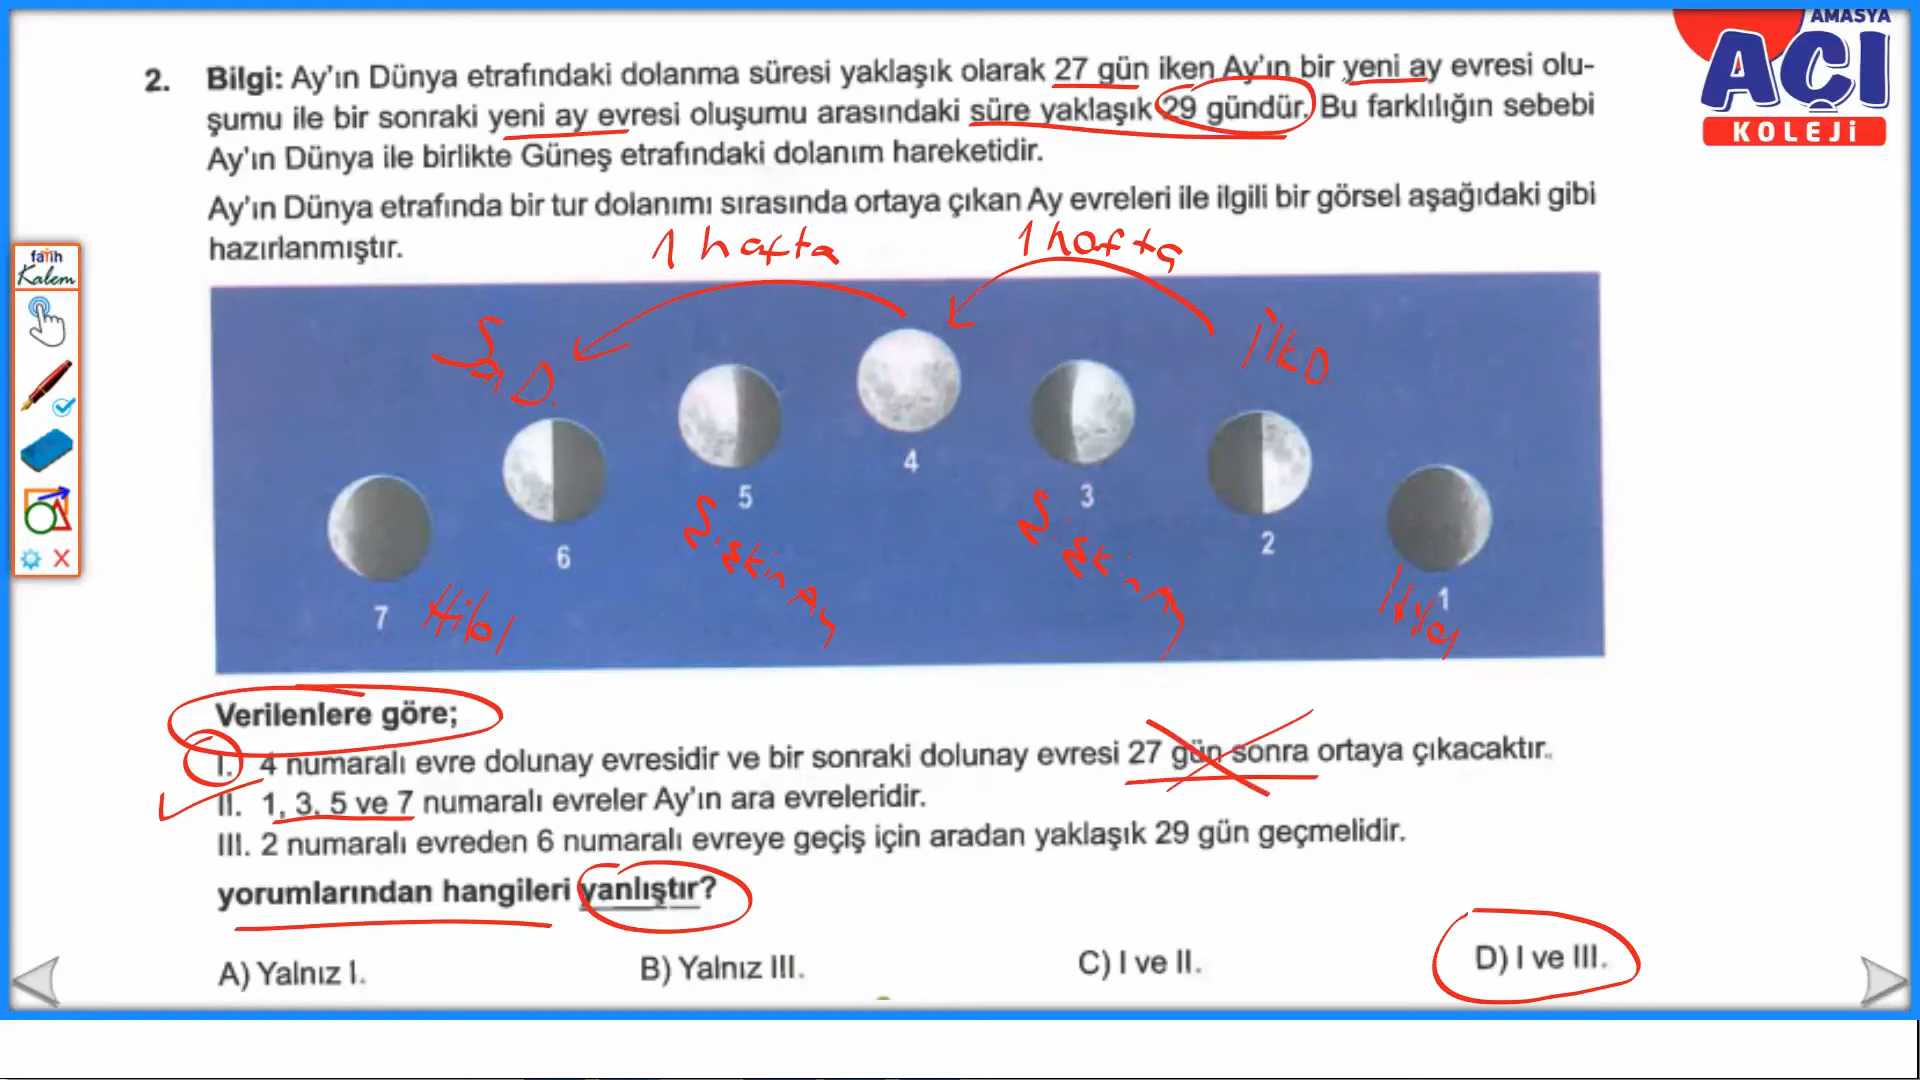 AMASYA
AÇI
KOLEJİ
2. Bilgi: Ay'ın Dünya etrafındaki dolanma süresi yaklaşık olarak 27 gün iken Ay'ın bir yeni ay evresi olu-
şumu ile bir sonraki yeni ay evresi oluşumu arasındaki süre yaklaşık 29 gündür. Bu farklılığın sebebi
Ay'ın Dünya ile birlikte Güneş etrafındaki dolanım hareketidir.
Ay'ın Dünya etrafında bir tur dolanımı sırasında ortaya çıkan Ay evreleri ile ilgili bir görsel aşağıdaki gibi
hazırlanmıştır.
fatih
Kalem
1 hafta
1 hafta
Son D.
İlk D
4
5
3
6
2
7
1
Şişkin Ay
Şişkin Ay
Hilal
Hilal
Verilenlere göre;
I. 4 numaralı evre dolunay evresidir ve bir sonraki dolunay evresi 27 gün sonra ortaya çıkacaktır.
II. 1, 3, 5 ve 7 numaralı evreler Ay'ın ara evreleridir.
III. 2 numaralı evreden 6 numaralı evreye geçiş için aradan yaklaşık 29 gün geçmelidir.
yorumlarından hangileri yanlıştır?
A) Yalnız I.
B) Yalnız III.
C) I ve II.
D) I ve III.